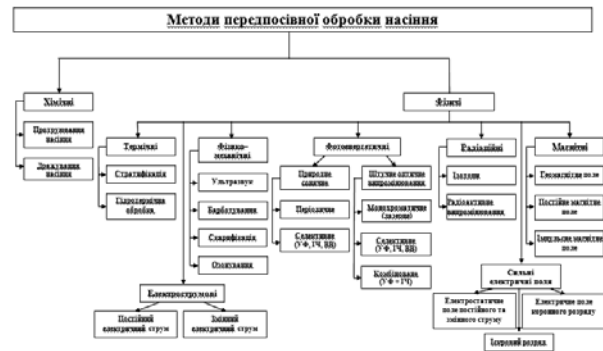 Методи передпосівної обробки насіння
Хімічні
Фізичні
Протруювання
насіння
Дражування
насіння
Термічні
Стратифікація
Гідротермічна
обробка
Фізико-
механічні
Ультразвук
Барботування
Скарифікація
Озонування
Фотоенергетичні
Природне
сонячне
Періодичне
Селективне
(УФ, ІЧ, ВВ)
Штучне оптичне
випромінювання
Монохроматичне
(лазерне)
Селективне
(УФ, ІЧ, ВВ)
Комбіноване
(УФ + ІЧ)
Радіаційні
Ізотопи
Радіоактивне
випромінювання
Магнітні
Геомагнітне поле
Постійне магнітне
поле
Імпульсне магнітне
поле
Електрострумові
Постійний
електричний струм
Змінний
електричний струм
Сильні
електричні поля
Електростатичне
поле постійного та
змінного струму
Електричне поле
коронного розряду
Іскровий розряд